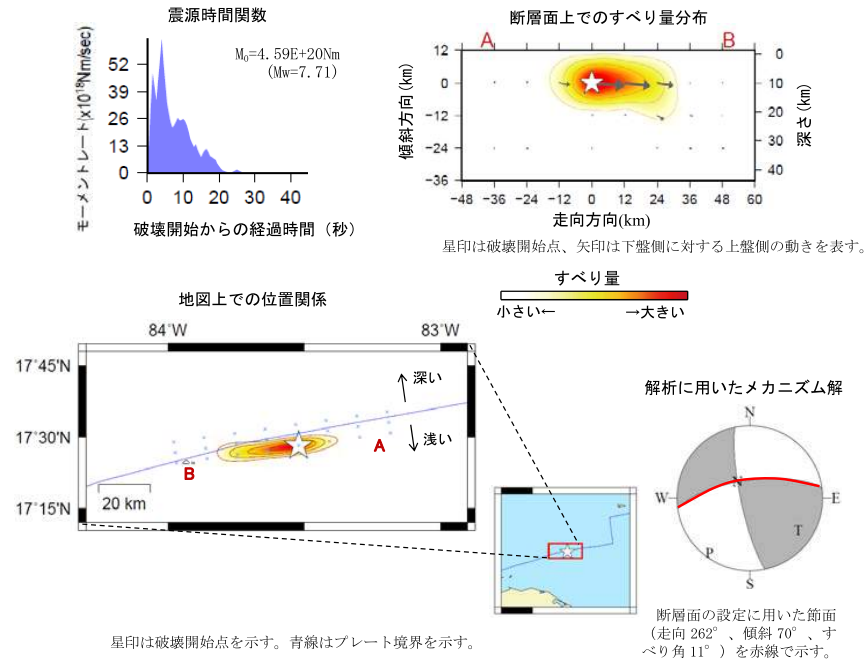 震源時間関数
M₀=4.59E+20Nm
(Mw=7.71)
モーメントレート(x10¹⁸Nm/sec)
52
39
26
13
0
0 10 20 30 40
破壊開始からの経過時間（秒）
断層面上でのすべり量分布
A B
傾斜方向(km)
12
0
-12
-24
-36
0
10
20
30
40
深さ(km)
-48 -36 -24 -12 0 12 24 36 48 60
走向方向(km)
星印は破壊開始点、矢印は下盤側に対する上盤側の動きを表す。
すべり量
小さい← →大きい
地図上での位置関係
84°W 83°W
17°45'N
17°30'N
17°15'N
深い
浅い
A
B
20 km
星印は破壊開始点を示す。青線はプレート境界を示す。
解析に用いたメカニズム解
N
N
W E
T
P
S
断層面の設定に用いた節面
（走向 262°、傾斜 70°、す
べり角 11°）を赤線で示す。